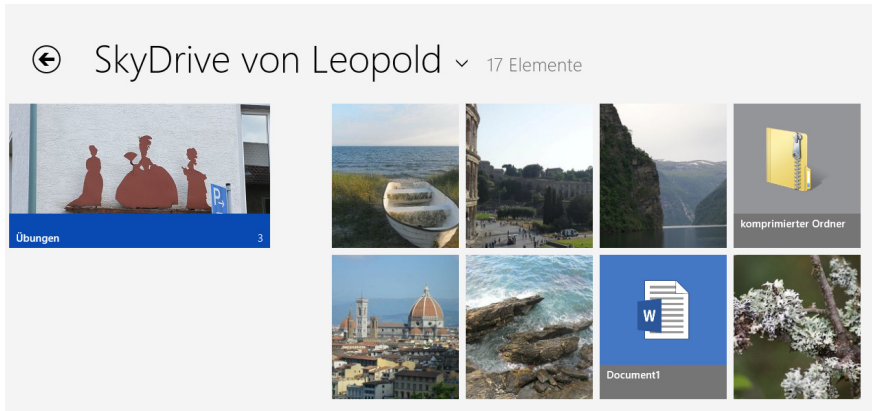 SkyDrive von Leopold 17 Elemente
Übungen 3
P
komprimierter Ordner
W
Document1